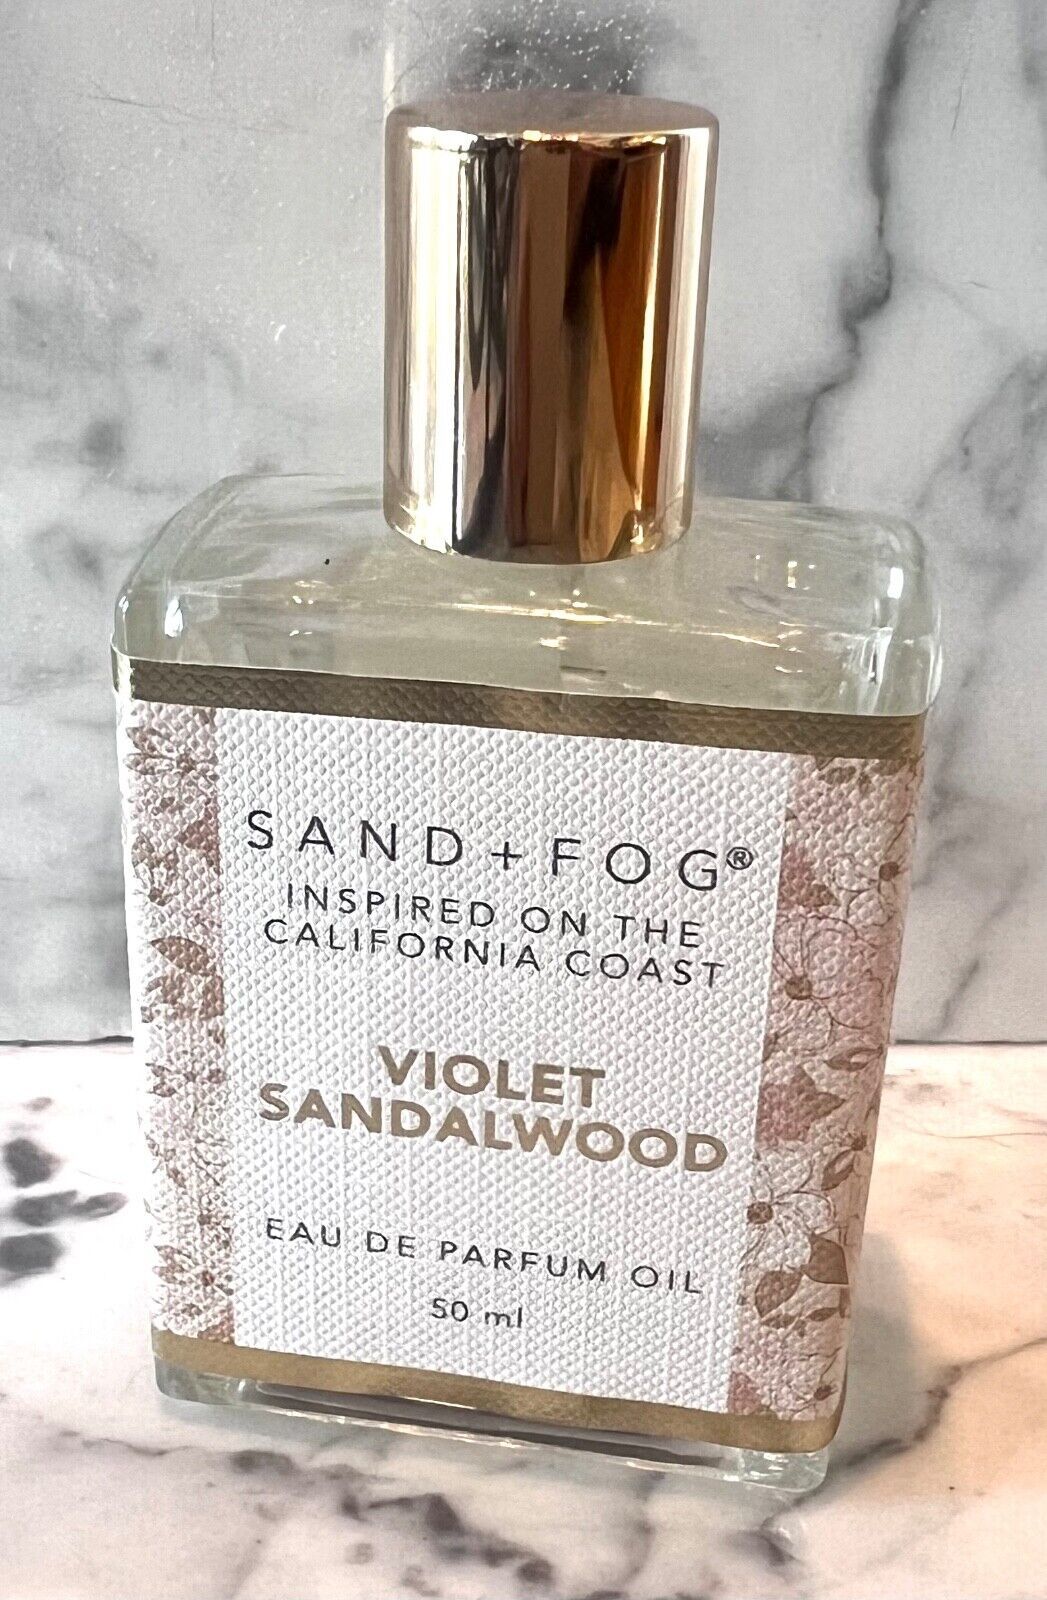 SAND + FOG®
INSPIRED ON THE
CALIFORNIA COAST
VIOLET
SANDALWOOD
EAU DE PARFUM OIL
50 ml